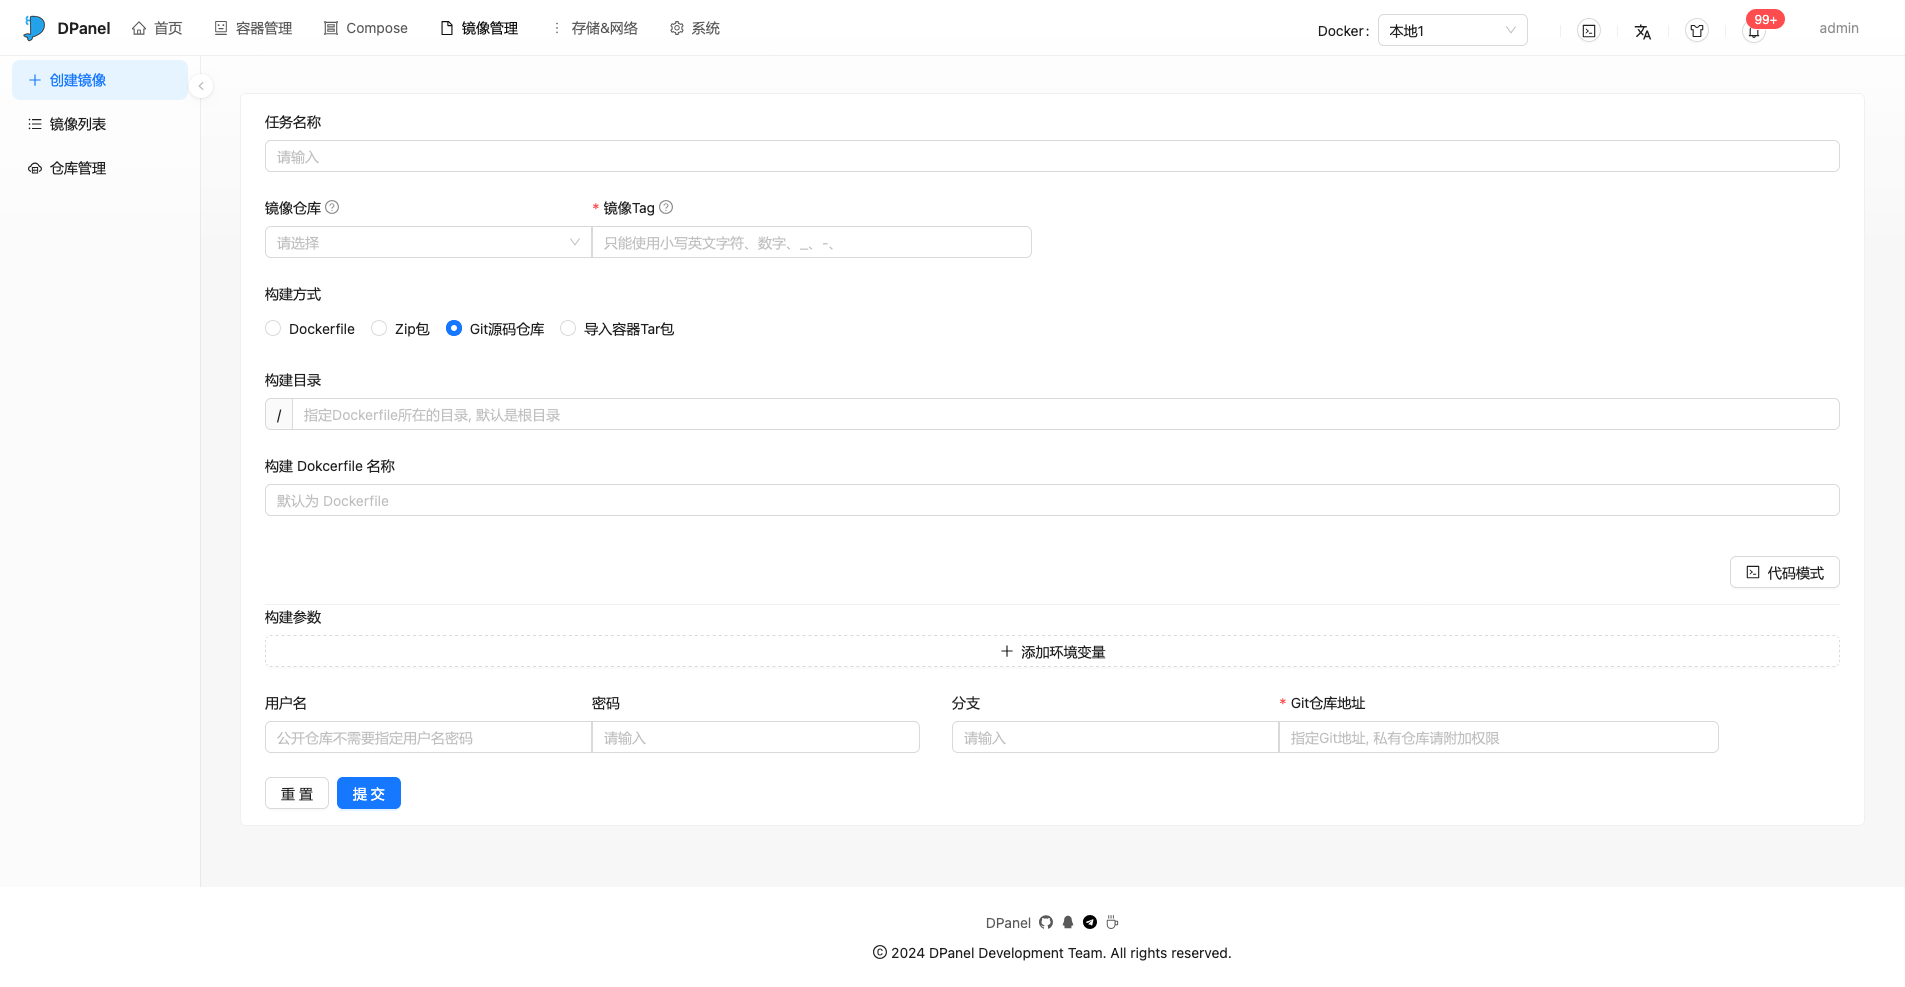 DPanel 首页 容器管理 Compose 镜像管理 存储&网络 系统 Docker: 本地1 99+ admin
创建镜像
镜像列表
仓库管理
任务名称
请输入
镜像仓库 * 镜像Tag
请选择 只能使用小写英文字符、数字、_、-、
构建方式
Dockerfile Zip包 Git源码仓库 导入容器Tar包
构建目录
/ 指定Dockerfile所在的目录, 默认是根目录
构建 Dokcerfile 名称
默认为 Dockerfile
代码模式
构建参数
添加环境变量
用户名 密码 分支 * Git仓库地址
公开仓库不需要指定用户名密码 请输入 请输入 指定Git地址, 私有仓库请附加权限
重 置 提 交
DPanel
© 2024 DPanel Development Team. All rights reserved.